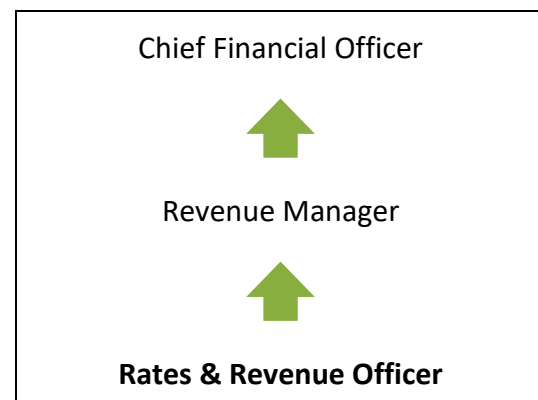 Chief Financial Officer
Revenue Manager
Rates & Revenue Officer